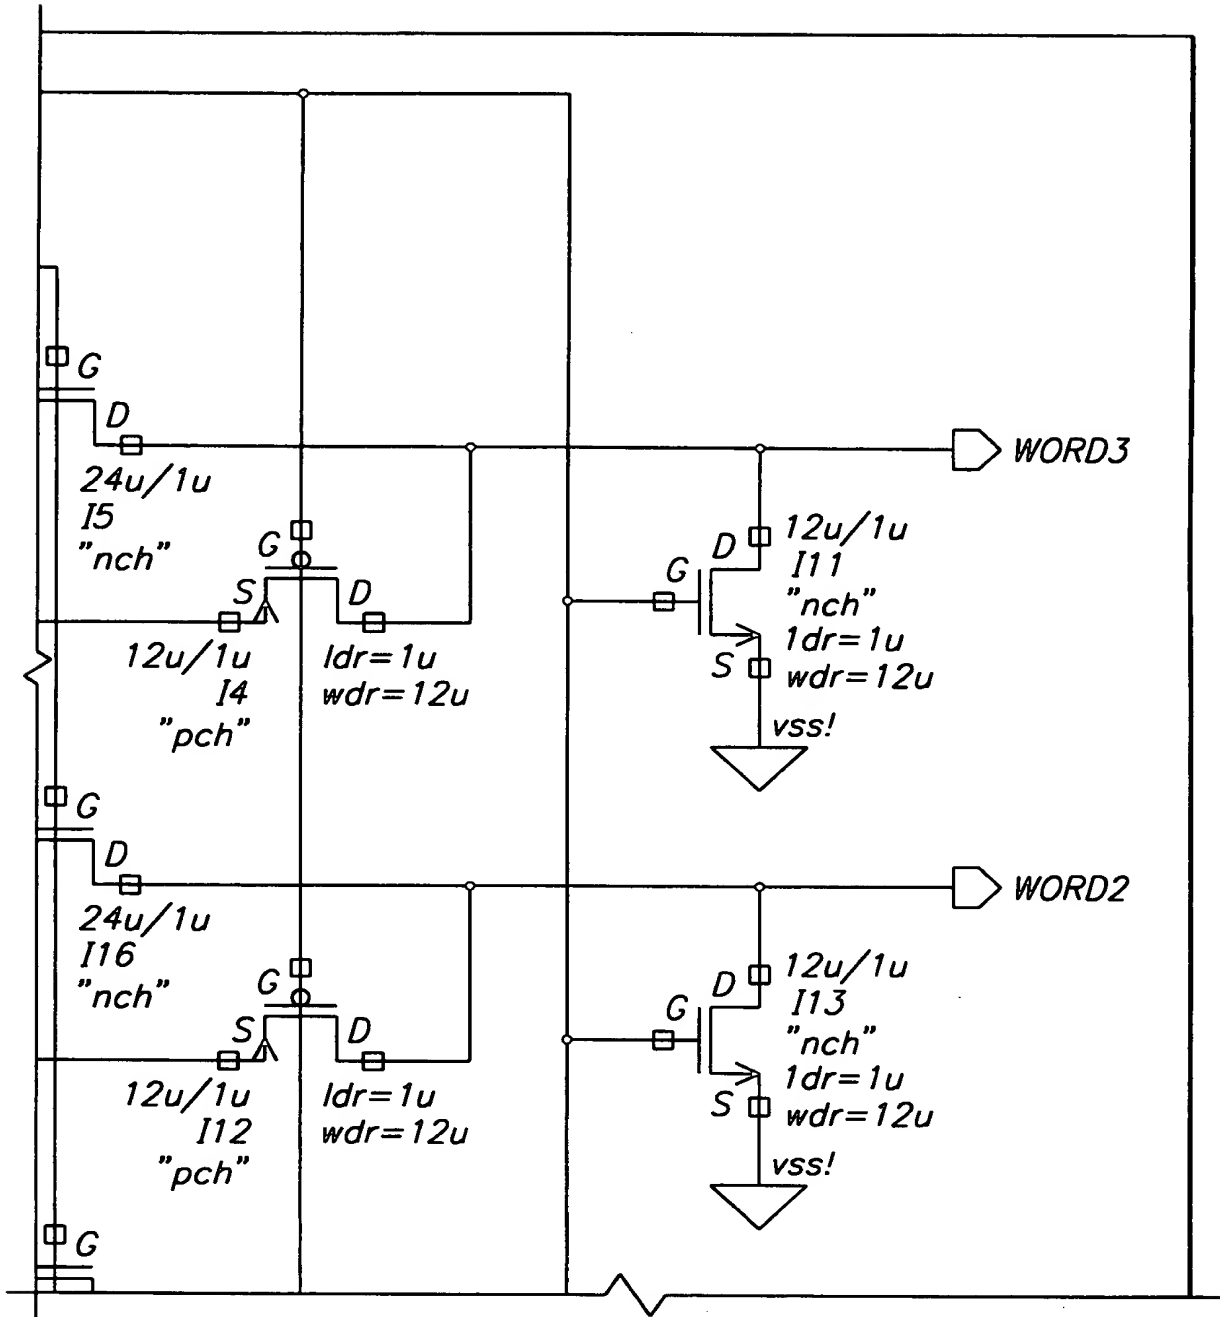 G
D
WORD3
24u/1u
I5
"nch"
G
S
D
12u/1u
I4
"pch"
ldr=1u
wdr=12u
D
G
S
12u/1u
I11
"nch"
1dr=1u
wdr=12u
vss!
G
D
WORD2
24u/1u
I16
"nch"
G
S
D
12u/1u
I12
"pch"
ldr=1u
wdr=12u
D
G
S
12u/1u
I13
"nch"
1dr=1u
wdr=12u
vss!
G